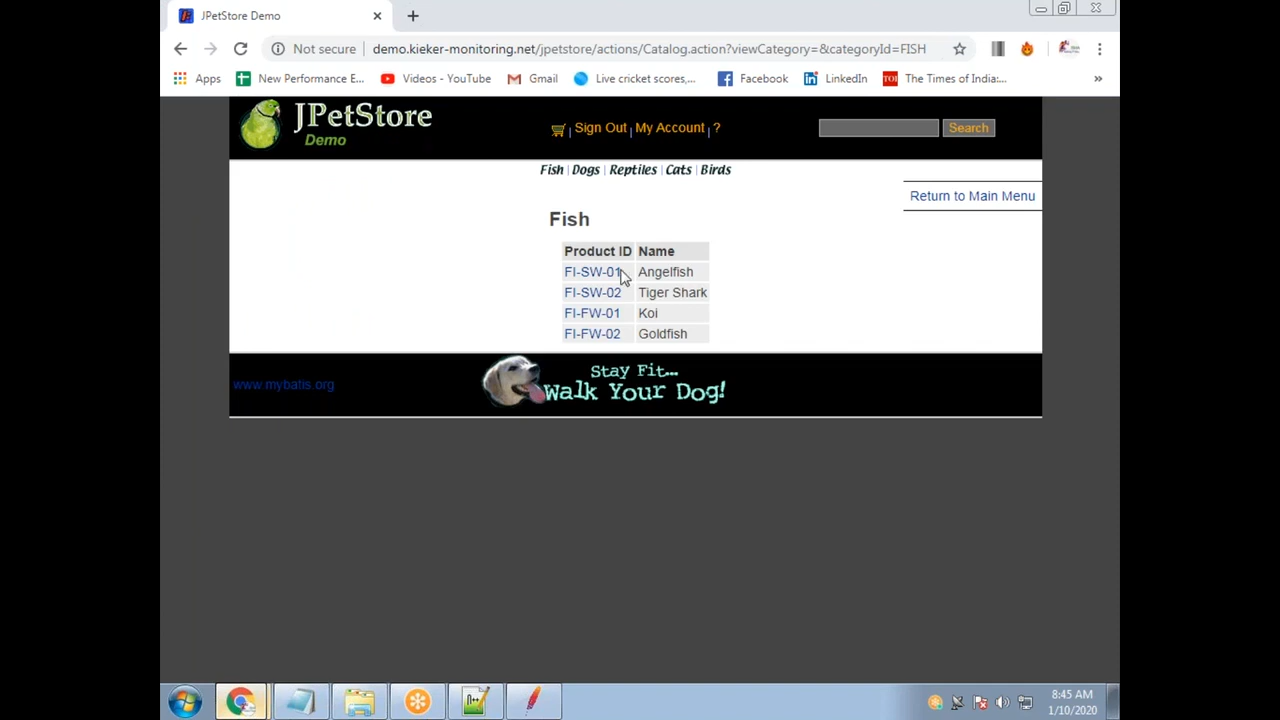 JPetStore Demo
Not secure | demo.kieker-monitoring.net/jpetstore/actions/Catalog.action?viewCategory=&categoryId=FISH
Apps New Performance E... Videos - YouTube Gmail Live cricket scores,... Facebook LinkedIn TOI The Times of India:... »
JPetStore
Demo
Sign Out | My Account | ?
Search
Fish | Dogs | Reptiles | Cats | Birds
Return to Main Menu
Fish
Product ID Name
FI-SW-01 Angelfish
FI-SW-02 Tiger Shark
FI-FW-01 Koi
FI-FW-02 Goldfish
www.mybatis.org
Stay Fit...
Walk Your Dog!
8:45 AM
1/10/2020